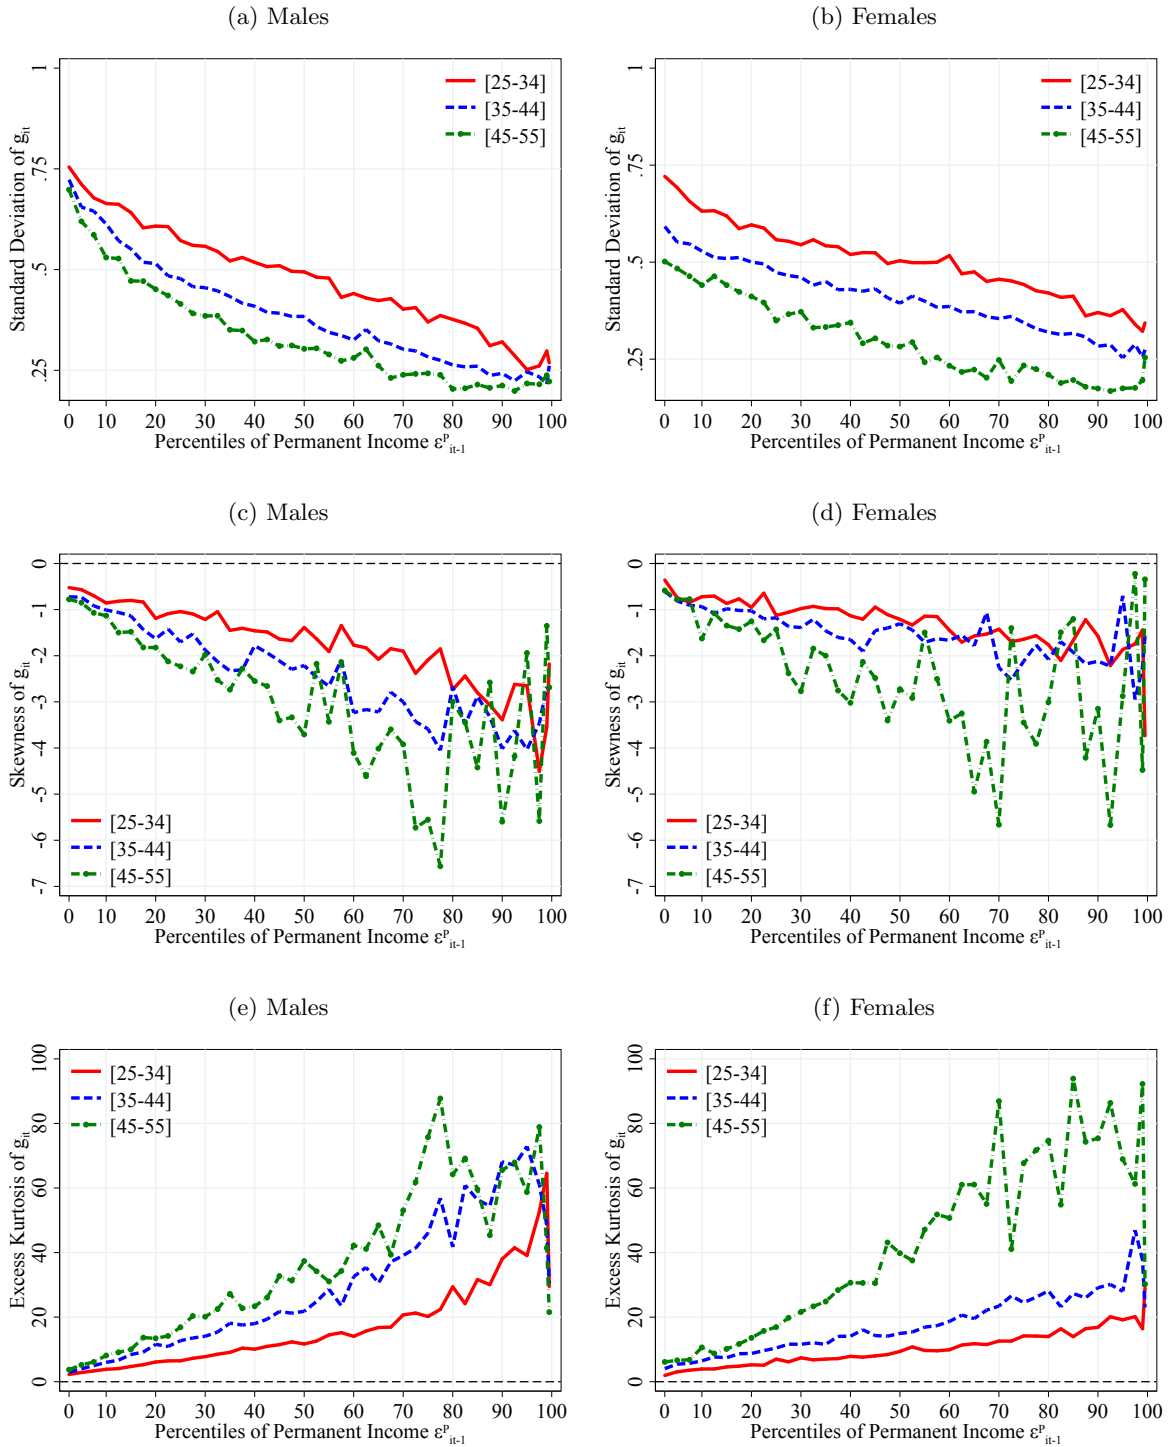 (a) Males
(b) Females
Standard Deviation of g_it
1
.75
.5
.25
[25-34]
[35-44]
[45-55]
0 10 20 30 40 50 60 70 80 90 100
Percentiles of Permanent Income ε^P_it-1
Standard Deviation of g_it
1
.75
.5
.25
[25-34]
[35-44]
[45-55]
0 10 20 30 40 50 60 70 80 90 100
Percentiles of Permanent Income ε^P_it-1
(c) Males
(d) Females
Skewness of g_it
0
-1
-2
-3
-4
-5
-6
-7
[25-34]
[35-44]
[45-55]
0 10 20 30 40 50 60 70 80 90 100
Percentiles of Permanent Income ε^P_it-1
Skewness of g_it
0
-1
-2
-3
-4
-5
-6
-7
[25-34]
[35-44]
[45-55]
0 10 20 30 40 50 60 70 80 90 100
Percentiles of Permanent Income ε^P_it-1
(e) Males
(f) Females
Excess Kurtosis of g_it
100
80
60
40
20
0
[25-34]
[35-44]
[45-55]
0 10 20 30 40 50 60 70 80 90 100
Percentiles of Permanent Income ε^P_it-1
Excess Kurtosis of g_it
100
80
60
40
20
0
[25-34]
[35-44]
[45-55]
0 10 20 30 40 50 60 70 80 90 100
Percentiles of Permanent Income ε^P_it-1